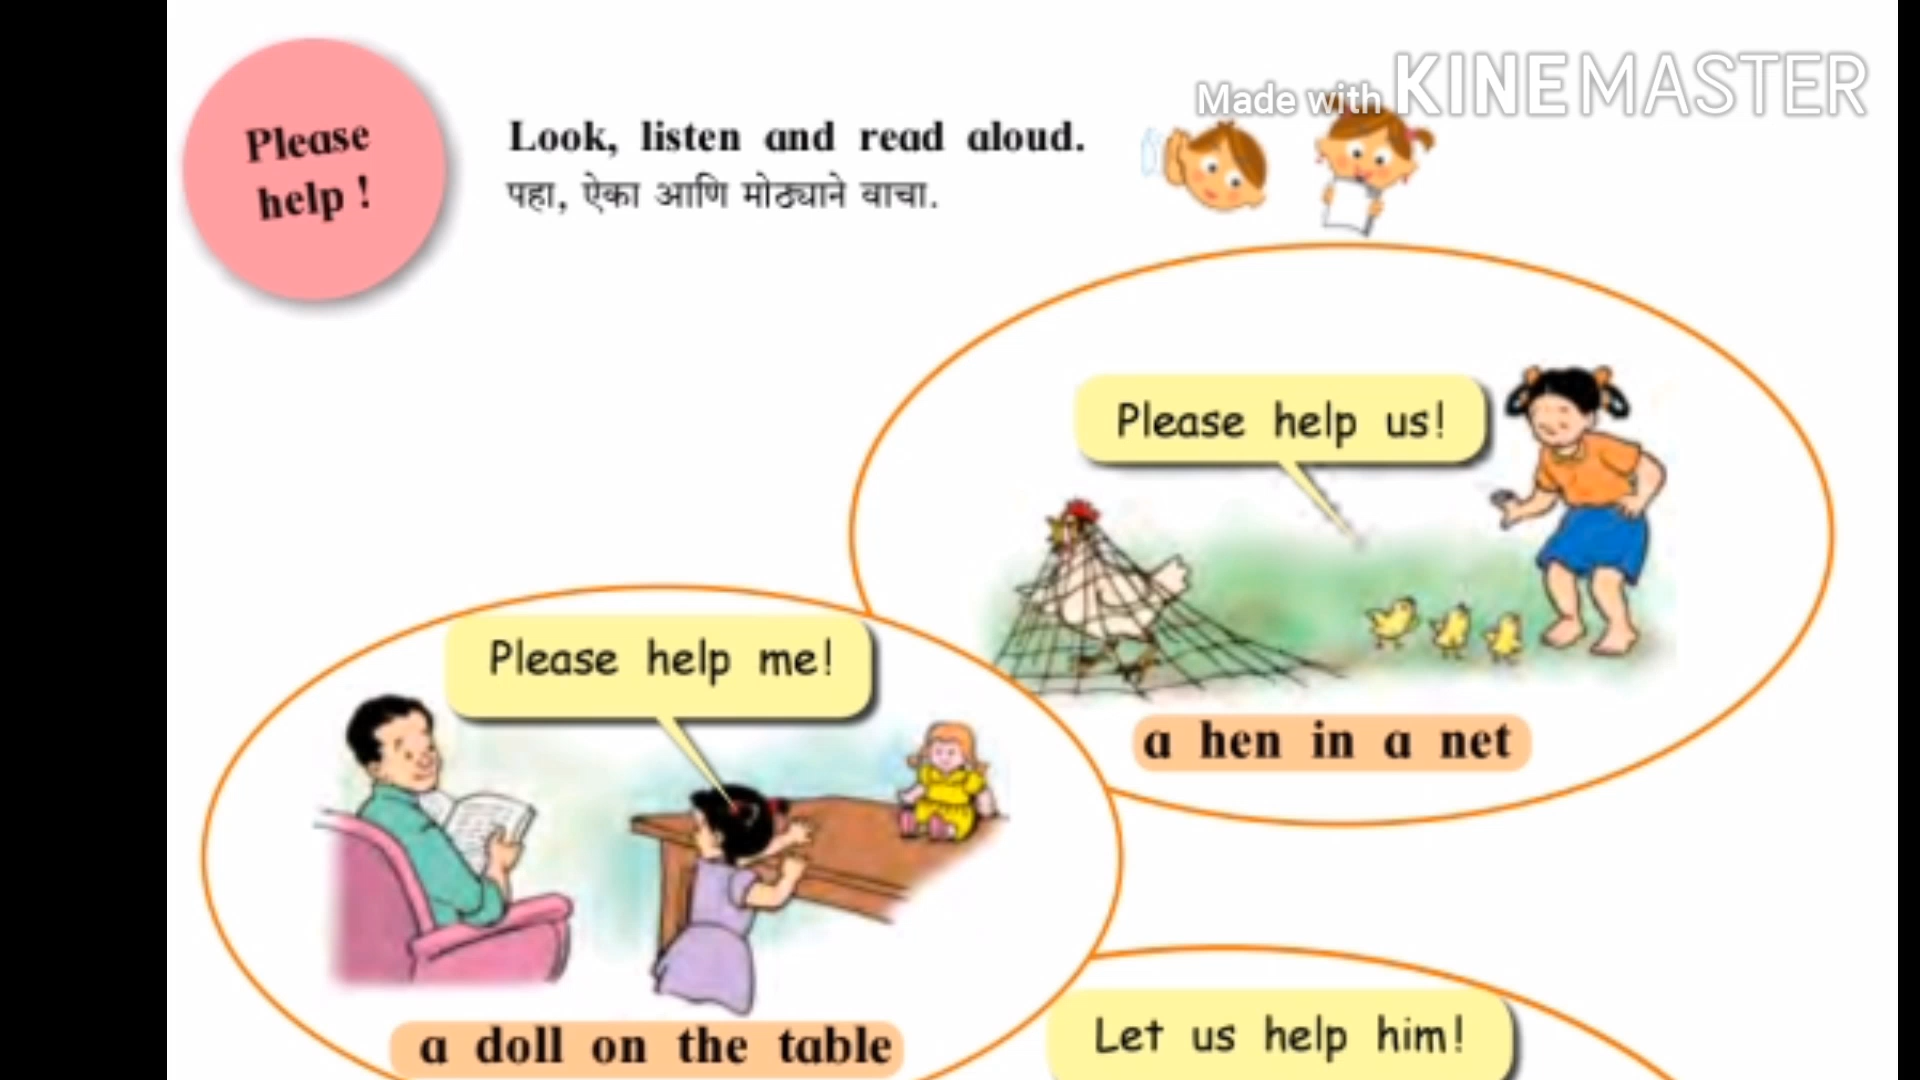 Made with KINEMASTER
Please
help !
Look, listen and read aloud.
पहा, ऐका आणि मोठ्याने वाचा.
Please help us!
a hen in a net
Please help me!
a doll on the table
Let us help him!